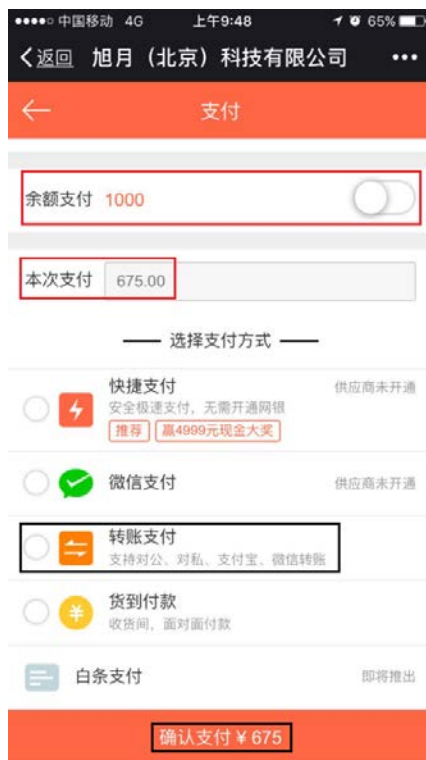 中国移动 4G 上午9:48 65%
返回 旭月（北京）科技有限公司 •••
支付
余额支付 1000
本次支付 675.00
选择支付方式
快捷支付 供应商未开通
安全极速支付，无需开通网银
推荐 赢4999元现金大奖
微信支付 供应商未开通
转账支付
支持对公、对私、支付宝、微信转账
¥ 货到付款
收货间，面对面付款
白条支付 即将推出
确认支付 ¥ 675